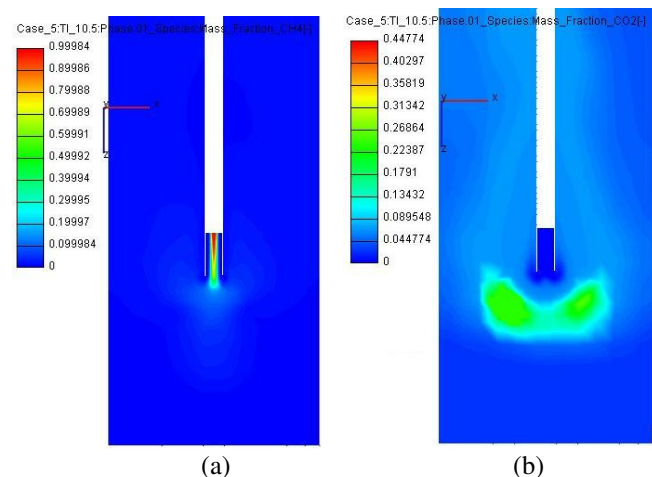 Case_5:TI_10.5:Phase:01_Species:Mass_Fraction_CH4[-]
0.99984
0.89986
0.79988
0.69989
0.59991
0.49992
0.39994
0.29995
0.19997
0.099984
0
y
x
z
(a)
Case_5:TI_10.5:Phase:01_Species:Mass_Fraction_CO2[-]
0.44774
0.40297
0.35819
0.31342
0.26864
0.22387
0.1791
0.13432
0.089548
0.044774
0
y
x
z
(b)